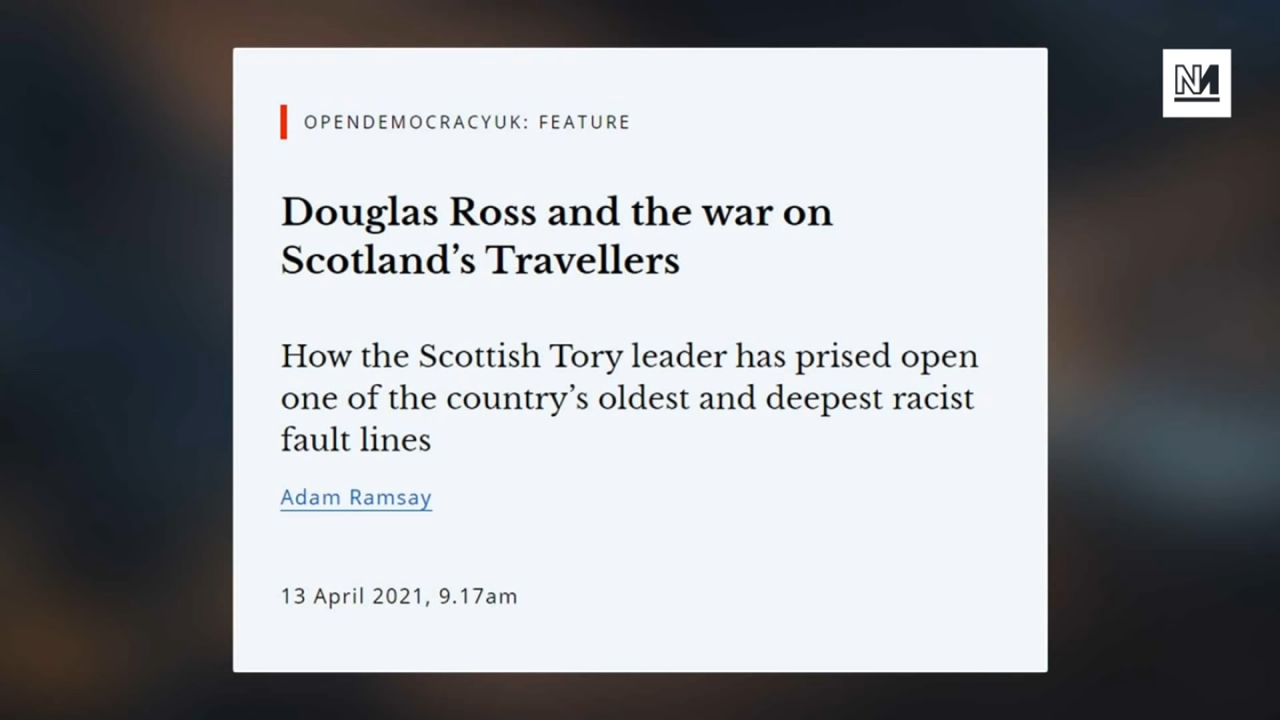 OPENDEMOCRACYUK: FEATURE
Douglas Ross and the war on
Scotland’s Travellers
How the Scottish Tory leader has prised open
one of the country’s oldest and deepest racist
fault lines
Adam Ramsay
13 April 2021, 9.17am
NM